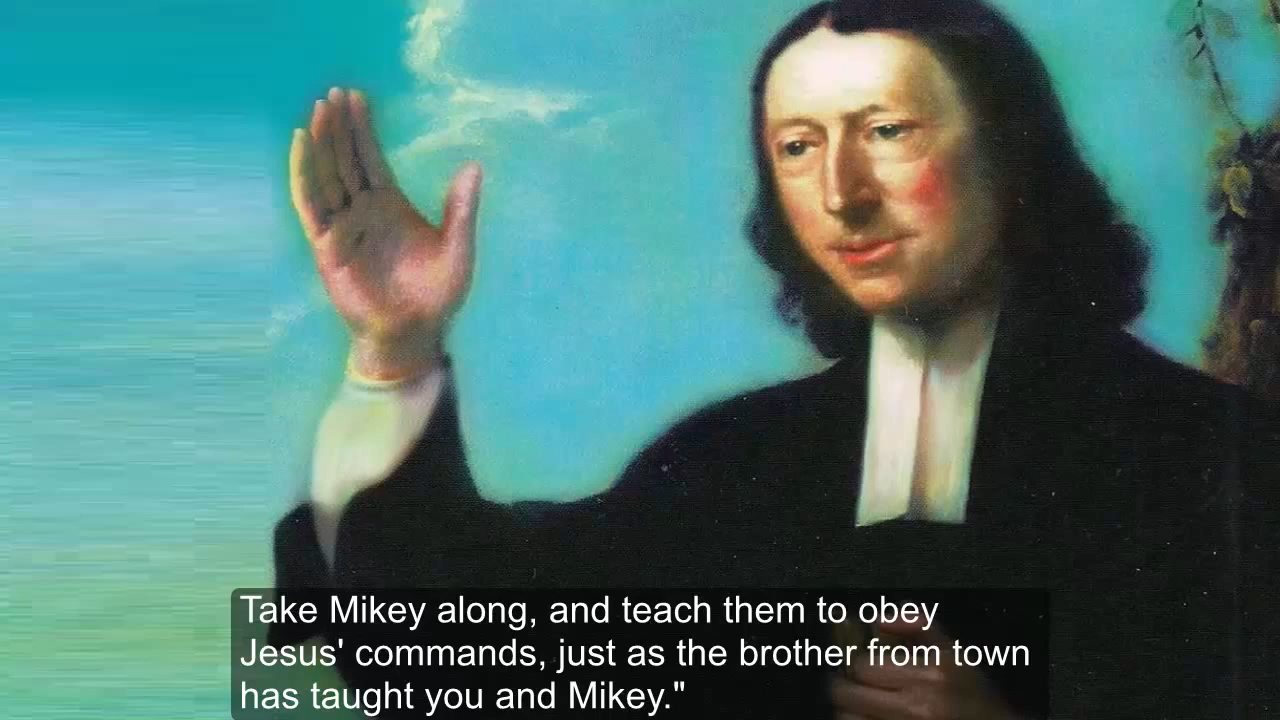 Take Mikey along, and teach them to obey
Jesus' commands, just as the brother from town
has taught you and Mikey."